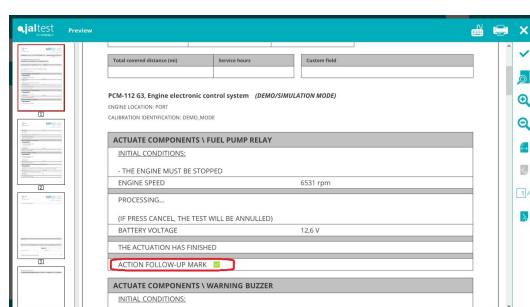 jaltest Preview
Total covered distance (mi) Service hours Custom field
PCM-112 G3, Engine electronic control system (DEMO/SIMULATION MODE)
ENGINE LOCATION: PORT
CALIBRATION IDENTIFICATION: DEMO_MODE
ACTUATE COMPONENTS \ FUEL PUMP RELAY
INITIAL CONDITIONS:
- THE ENGINE MUST BE STOPPED
ENGINE SPEED 6531 rpm
PROCESSING...
(IF PRESS CANCEL, THE TEST WILL BE ANNULLED)
BATTERY VOLTAGE 12,6 V
THE ACTUATION HAS FINISHED
ACTION FOLLOW-UP MARK
ACTUATE COMPONENTS \ WARNING BUZZER
INITIAL CONDITIONS:
1
2
3